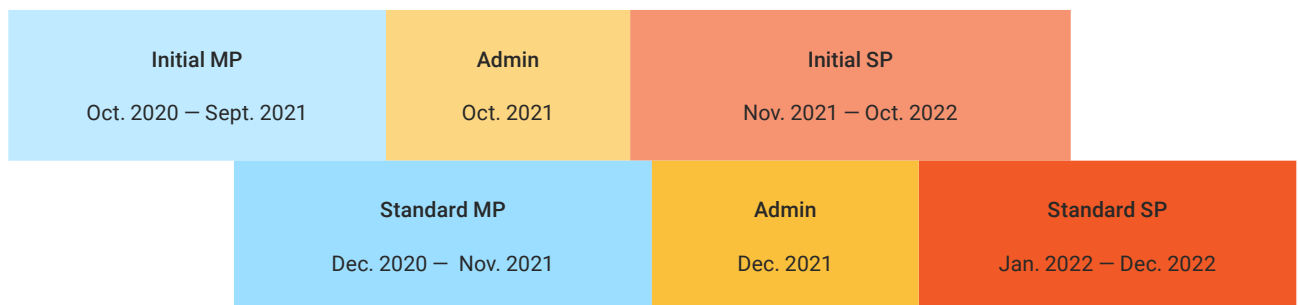 Initial MP
Oct. 2020 — Sept. 2021
Admin
Oct. 2021
Initial SP
Nov. 2021 — Oct. 2022
Standard MP
Dec. 2020 — Nov. 2021
Admin
Dec. 2021
Standard SP
Jan. 2022 — Dec. 2022